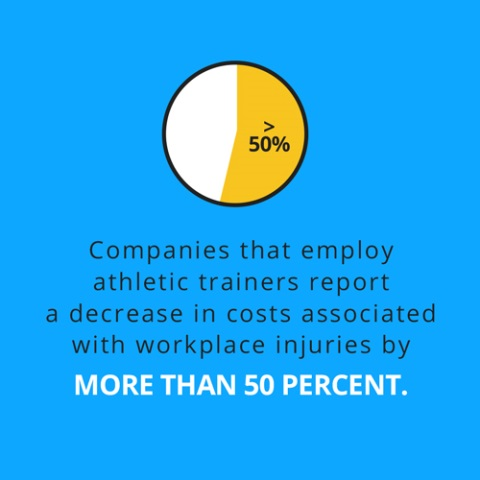 >
50%
Companies that employ
athletic trainers report
a decrease in costs associated
with workplace injuries by
MORE THAN 50 PERCENT.